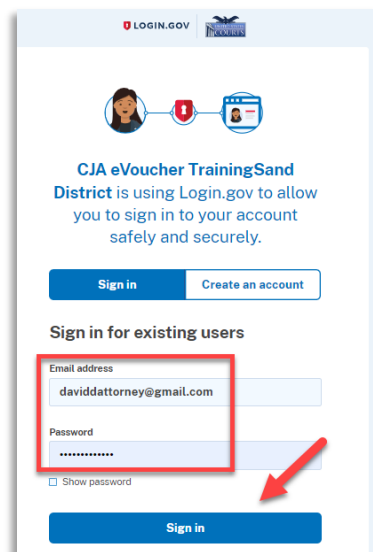 LOGIN.GOV
COURTS
CJA eVoucher TrainingSand
District is using Login.gov to allow
you to sign in to your account
safely and securely.
Sign in Create an account
Sign in for existing users
Email address
daviddattorney@gmail.com
Password
•••••••••••••
Show password
Sign in